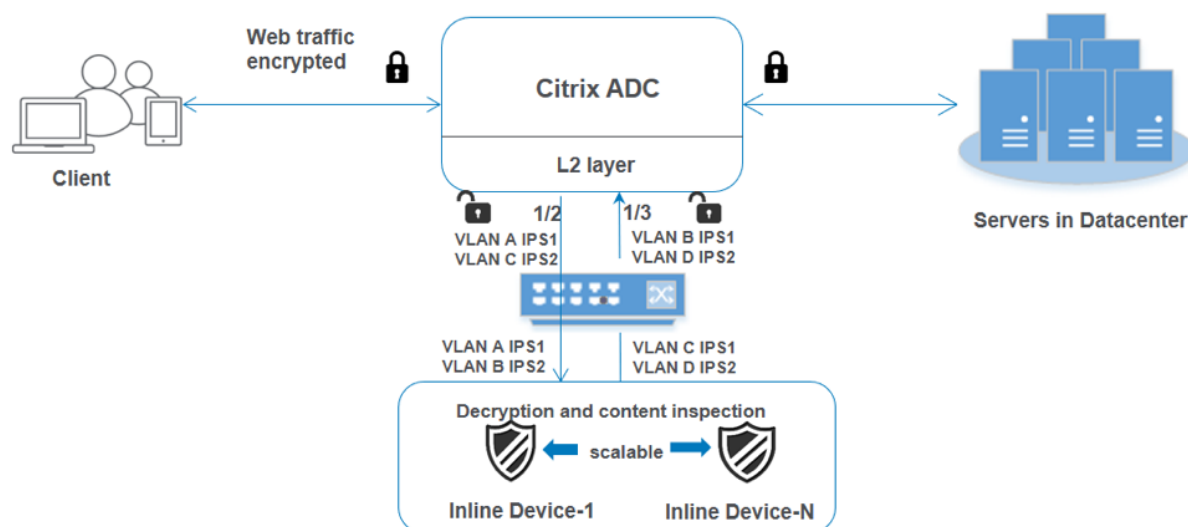 Web traffic
encrypted
Citrix ADC
L2 layer
Client
Servers in Datacenter
1/2
1/3
VLAN A IPS1
VLAN C IPS2
VLAN B IPS1
VLAN D IPS2
VLAN A IPS1
VLAN B IPS2
VLAN C IPS1
VLAN D IPS2
Decryption and content inspection
scalable
Inline Device-1
Inline Device-N